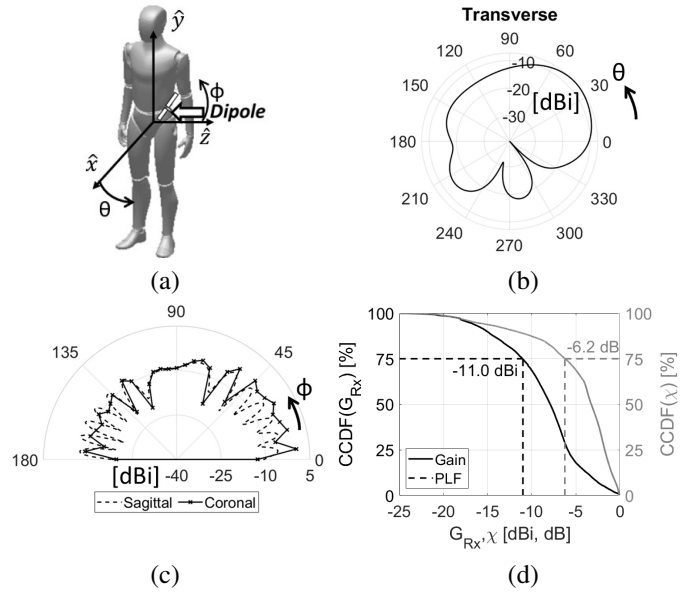 ŷ
ϕ
Dipole
ẑ
x̂
θ
(a)
Transverse
90
120
60
150
30
θ
-10
-20
[dBi]
-30
180
0
210
330
240
300
270
(b)
90
135
45
ϕ
180
[dBi]
-40
-25
-10
5
0
Sagittal
Coronal
(c)
100
100
-6.2 dB
75
75
-11.0 dBi
CCDF(G_Rx) [%]
CCDF(χ) [%]
50
50
25
25
Gain
PLF
0
0
-25
-20
-15
-10
-5
0
G_Rx,χ [dBi, dB]
(d)